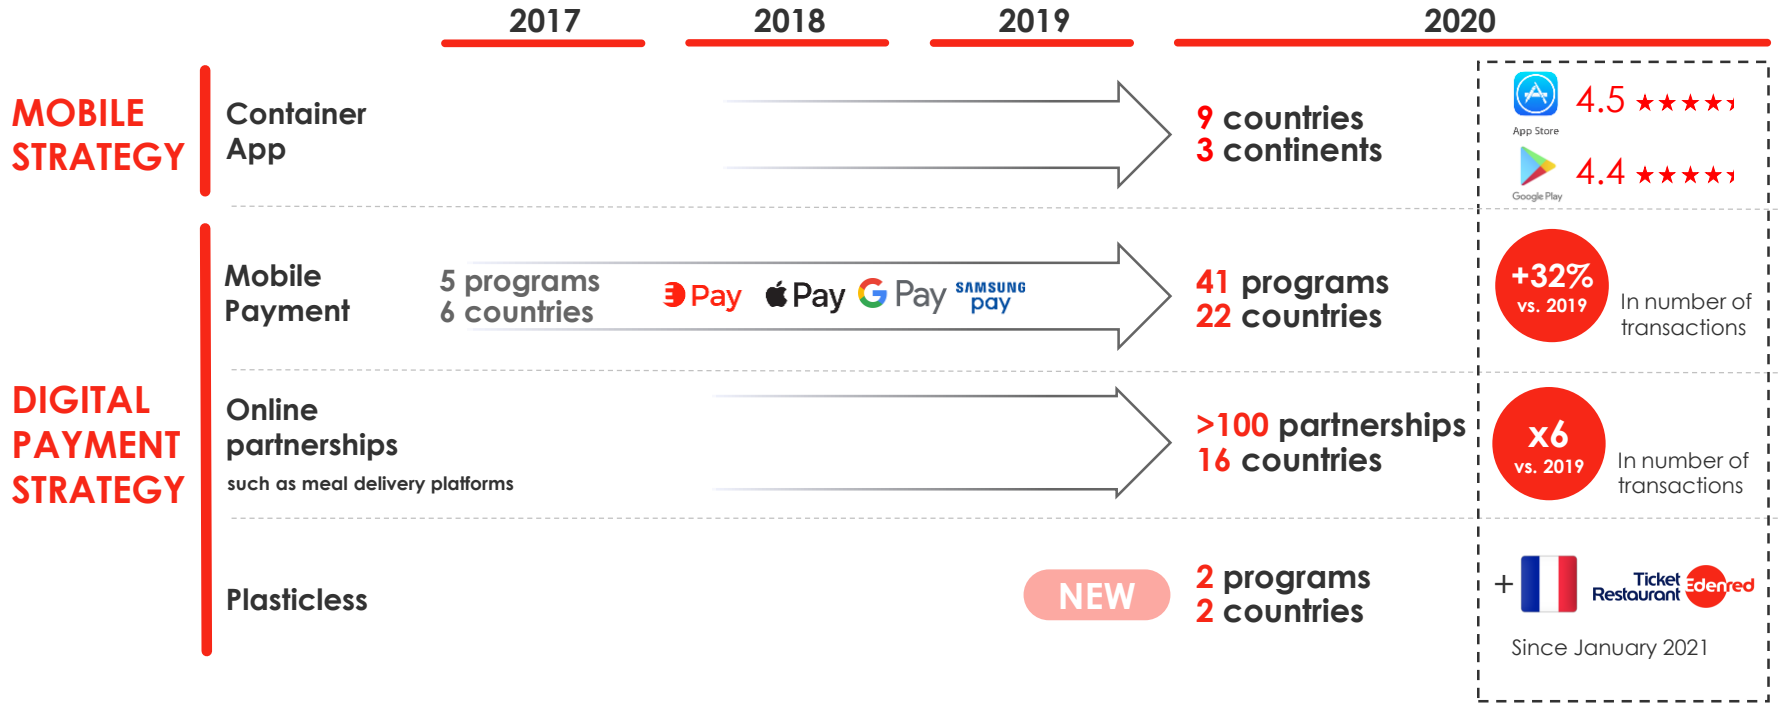 2017
2018
2019
2020
MOBILE
STRATEGY
Container
App
9 countries
3 continents
App Store
4.5
Google Play
4.4
DIGITAL
PAYMENT
STRATEGY
Mobile
Payment
5 programs
6 countries
Pay
Pay
G Pay
SAMSUNG
pay
41 programs
22 countries
+32%
vs. 2019
In number of
transactions
Online
partnerships
such as meal delivery platforms
>100 partnerships
16 countries
x6
vs. 2019
In number of
transactions
Plasticless
NEW
2 programs
2 countries
+
Ticket
Restaurant
Edenred
Since January 2021